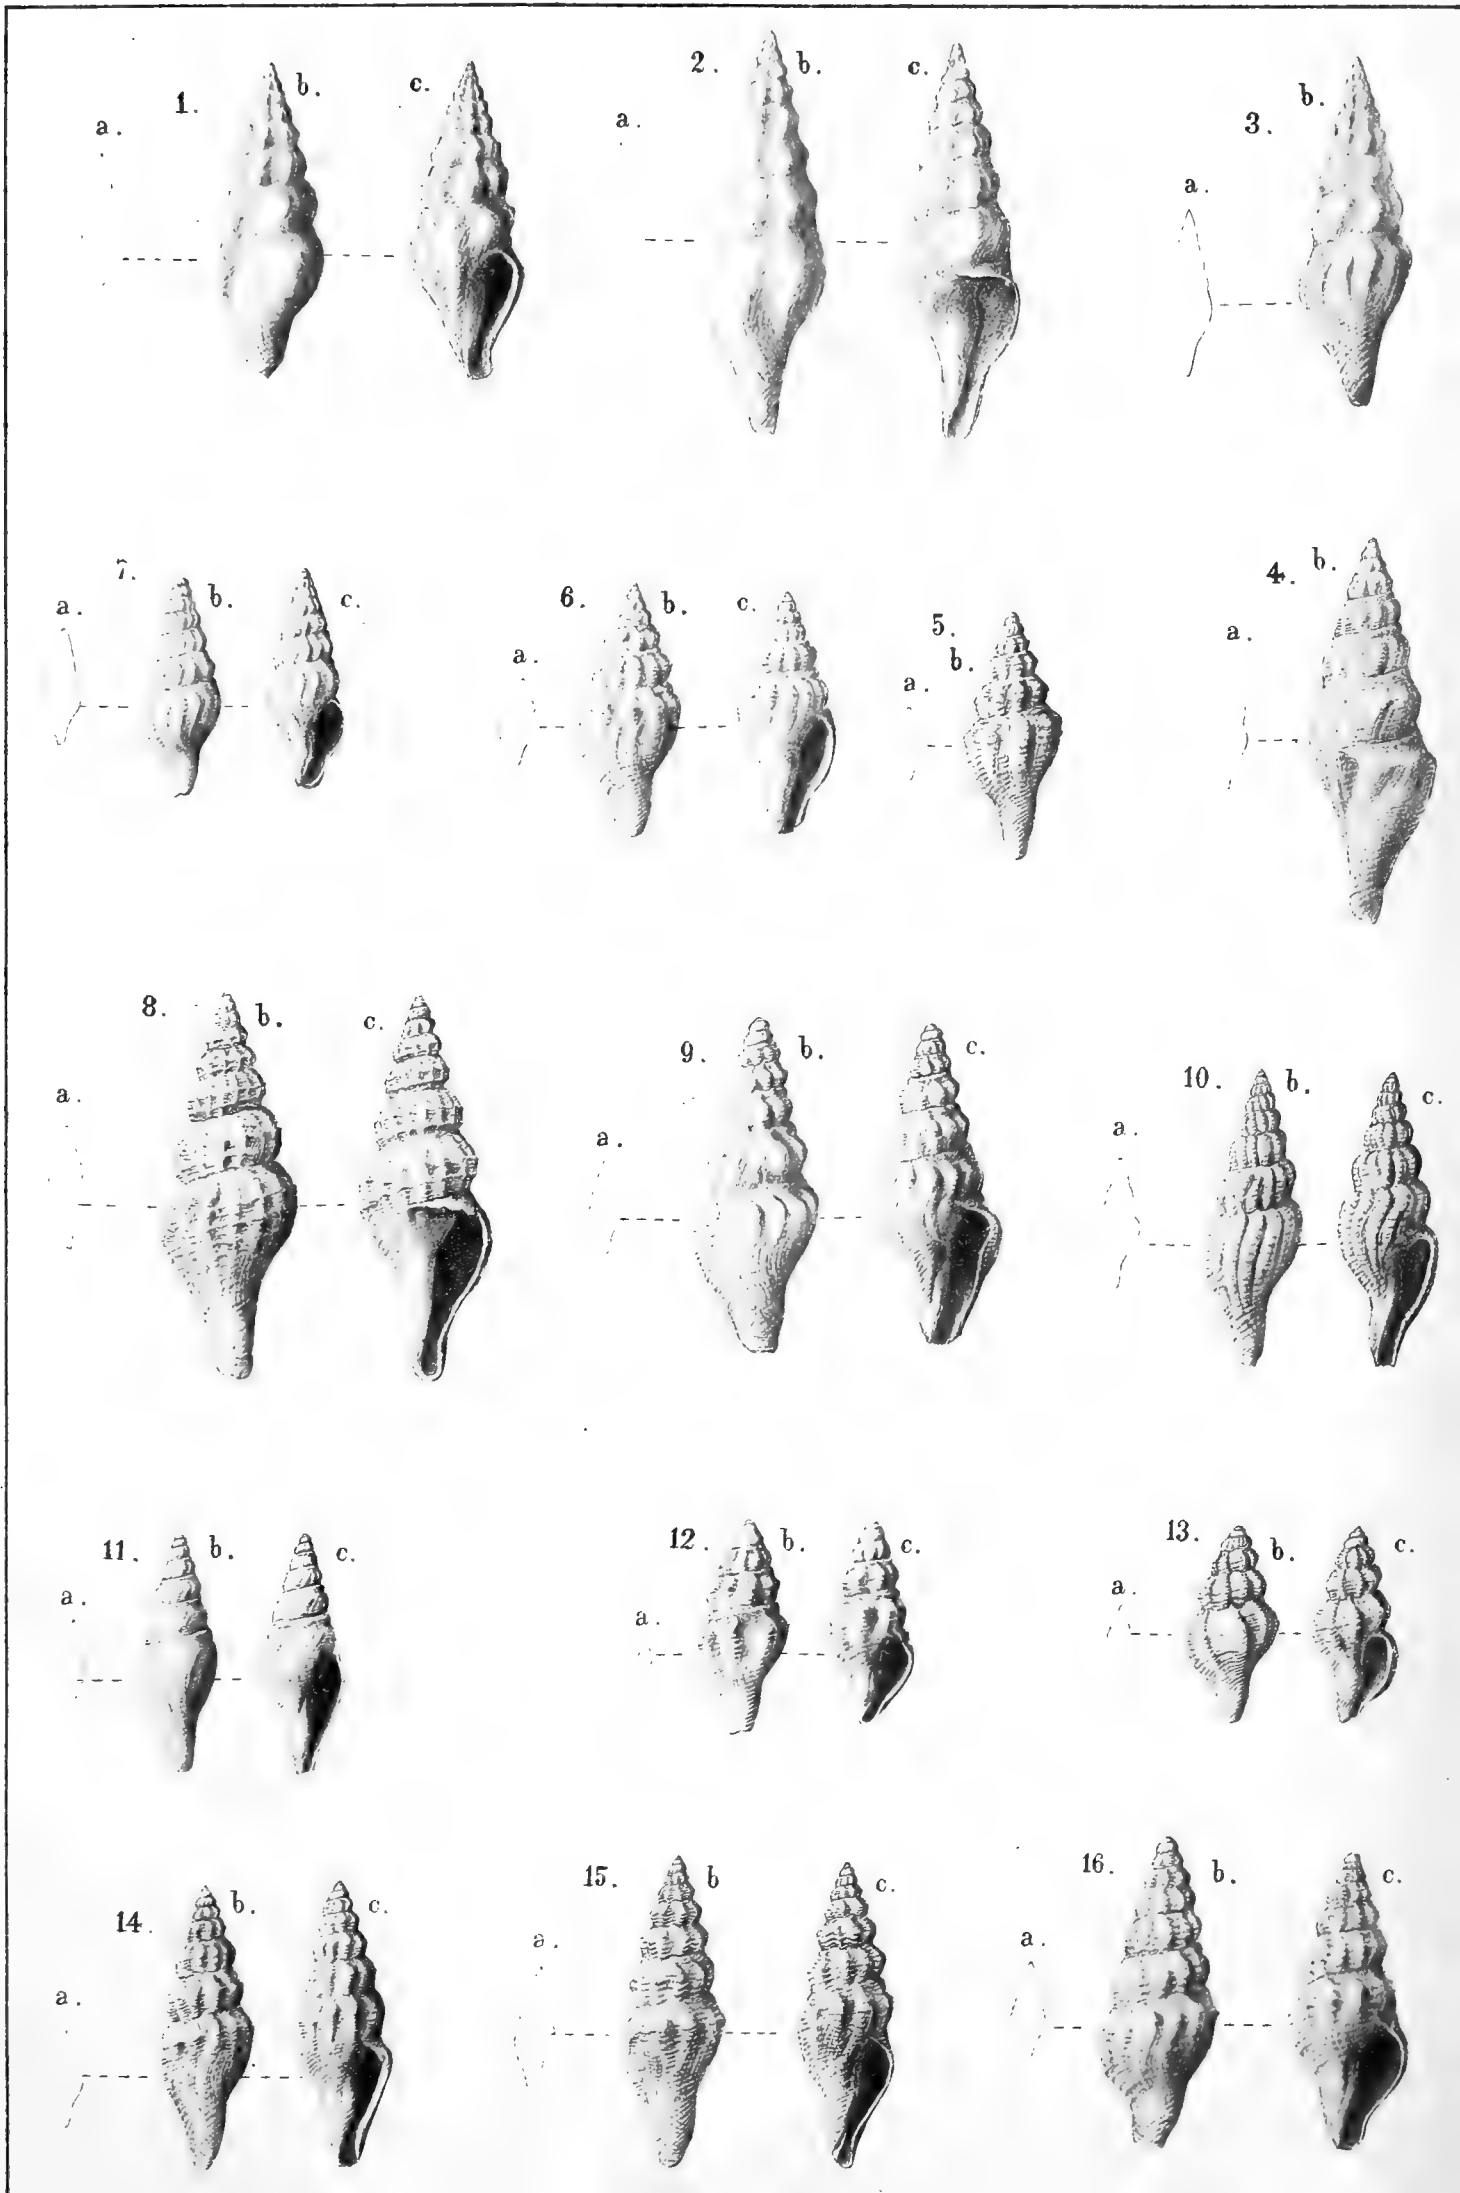 1. a. b. c.
2. a. b. c.
3. a. b.
7. a. b. c.
6. a. b. c.
5. a. b.
4. a. b.
8. a. b. c.
9. a. b. c.
10. a. b. c.
11. a. b. c.
12. a. b. c.
13. a. b. c.
14. a. b. c.
15. a. b c.
16. a. b. c.